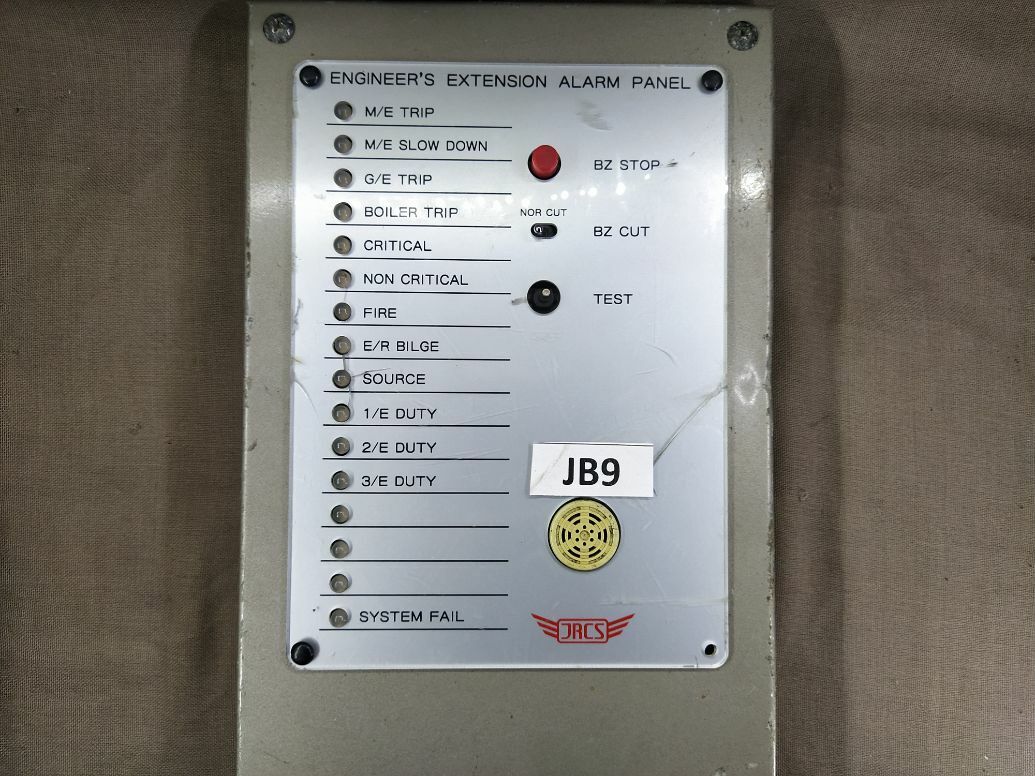 ENGINEER'S EXTENSION ALARM PANEL
M/E TRIP
M/E SLOW DOWN
G/E TRIP
BOILER TRIP
CRITICAL
NON CRITICAL
FIRE
E/R BILGE
SOURCE
1/E DUTY
2/E DUTY
3/E DUTY
SYSTEM FAIL
BZ STOP
NOR CUT
BZ CUT
TEST
JB9
JRCS